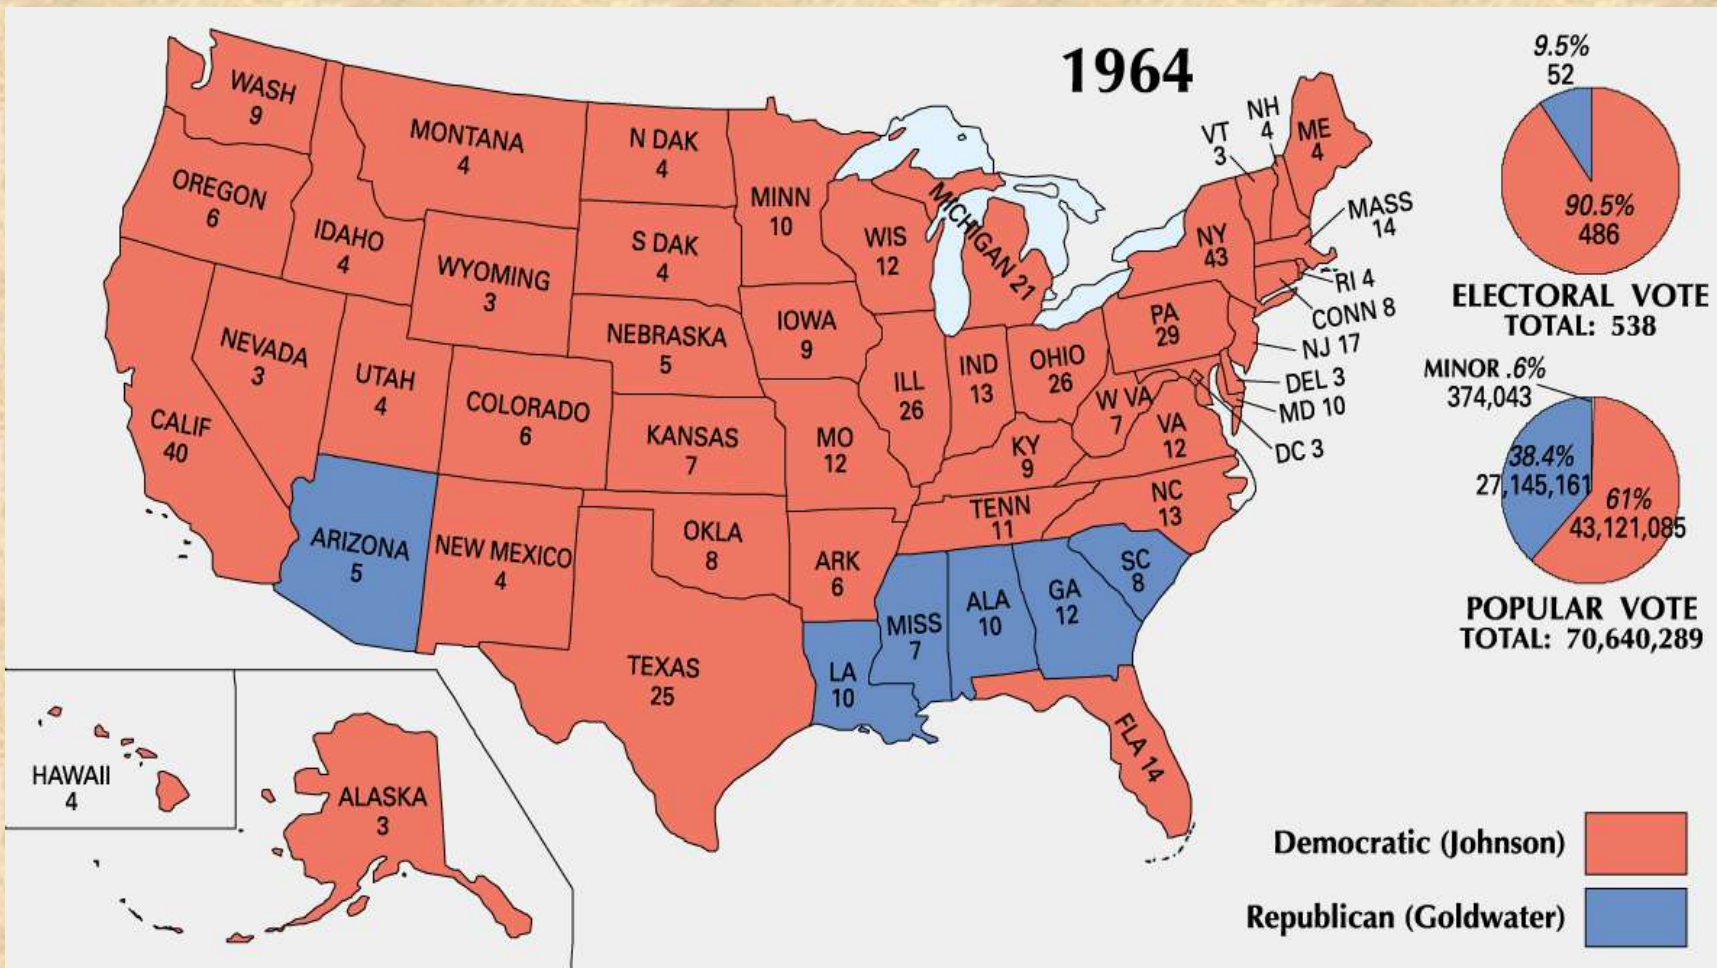 1964
WASH
9
OREGON
6
CALIF
40
NEVADA
3
IDAHO
4
MONTANA
4
WYOMING
3
UTAH
4
COLORADO
6
ARIZONA
5
NEW MEXICO
4
N DAK
4
S DAK
4
NEBRASKA
5
KANSAS
7
OKLA
8
TEXAS
25
MINN
10
IOWA
9
MO
12
ARK
6
LA
10
WIS
12
ILL
26
MICHIGAN 21
IND
13
OHIO
26
KY
9
TENN
11
MISS
7
ALA
10
GA
12
FLA 14
SC
8
NC
13
VA
12
W VA
7
PA
29
NY
43
VT
3
NH
4
ME
4
MASS
14
RI 4
CONN 8
NJ 17
DEL 3
MD 10
DC 3
HAWAII
4
ALASKA
3
9.5%
52
90.5%
486
ELECTORAL VOTE
TOTAL: 538
MINOR .6%
374,043
38.4%
27,145,161
61%
43,121,085
POPULAR VOTE
TOTAL: 70,640,289
Democratic (Johnson)
Republican (Goldwater)